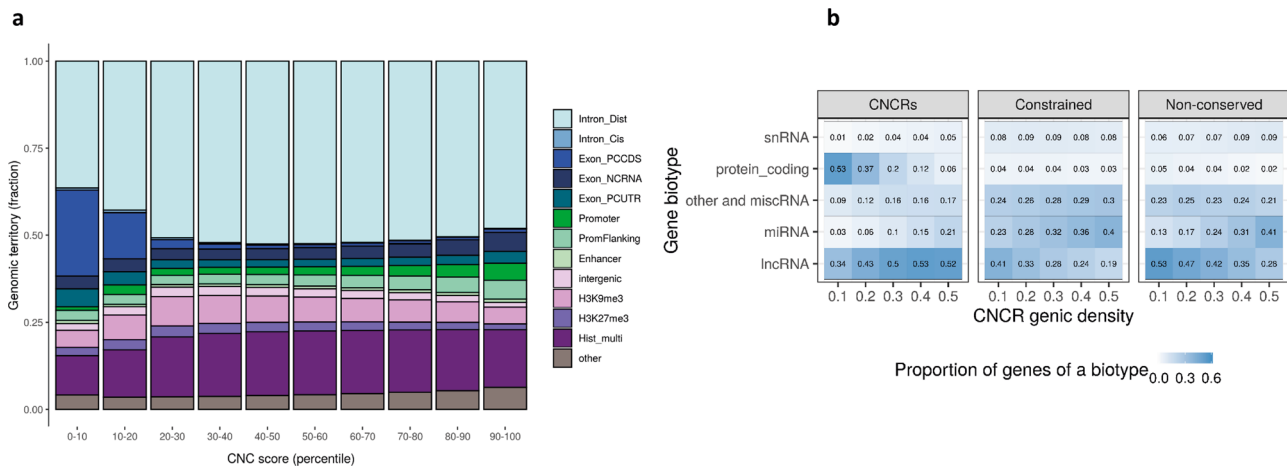 a
Genomic territory (fraction)
1.00
0.75
0.50
0.25
0.00
0-10 10-20 20-30 30-40 40-50 50-60 60-70 70-80 80-90 90-100
CNC score (percentile)
Intron_Dist
Intron_Cis
Exon_PCCDS
Exon_NCRNA
Exon_PCUTR
Promoter
PromFlanking
Enhancer
intergenic
H3K9me3
H3K27me3
Hist_multi
other
b
CNCRs Constrained Non-conserved
Gene biotype
snRNA 0.01 0.02 0.04 0.04 0.05 0.08 0.09 0.09 0.08 0.08 0.06 0.07 0.07 0.09 0.09
protein_coding 0.53 0.37 0.2 0.12 0.06 0.04 0.04 0.04 0.03 0.04 0.05 0.04 0.04 0.02 0.02
other and miscRNA 0.09 0.12 0.16 0.16 0.17 0.24 0.26 0.28 0.29 0.3 0.23 0.25 0.23 0.24 0.21
miRNA 0.03 0.06 0.1 0.15 0.21 0.23 0.28 0.32 0.36 0.4 0.13 0.17 0.24 0.31 0.41
lncRNA 0.34 0.43 0.5 0.53 0.52 0.41 0.33 0.28 0.24 0.19 0.53 0.47 0.42 0.35 0.28
0.1 0.2 0.3 0.4 0.5 0.1 0.2 0.3 0.4 0.5 0.1 0.2 0.3 0.4 0.5
CNCR genic density
Proportion of genes of a biotype
0.0 0.3 0.6